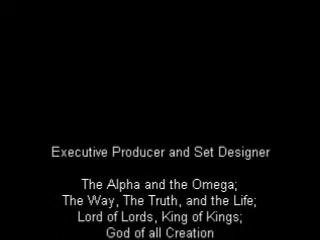 Executive Producer and Set Designer
The Alpha and the Omega;
The Way, The Truth, and the Life;
Lord of Lords, King of Kings;
God of all Creation